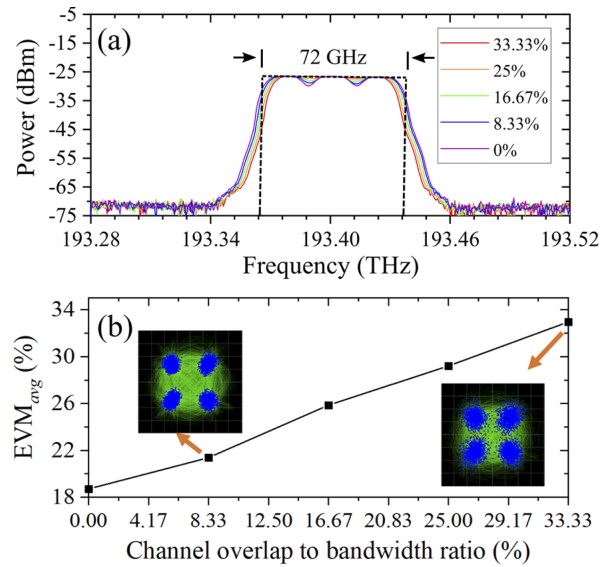 (a)
72 GHz
33.33%
25%
16.67%
8.33%
0%
Power (dBm)
-5
-15
-25
-35
-45
-55
-65
-75
193.28 193.34 193.40 193.46 193.52
Frequency (THz)
(b)
EVMavg (%)
34
30
26
22
18
0.00 4.17 8.33 12.50 16.67 20.83 25.00 29.17 33.33
Channel overlap to bandwidth ratio (%)